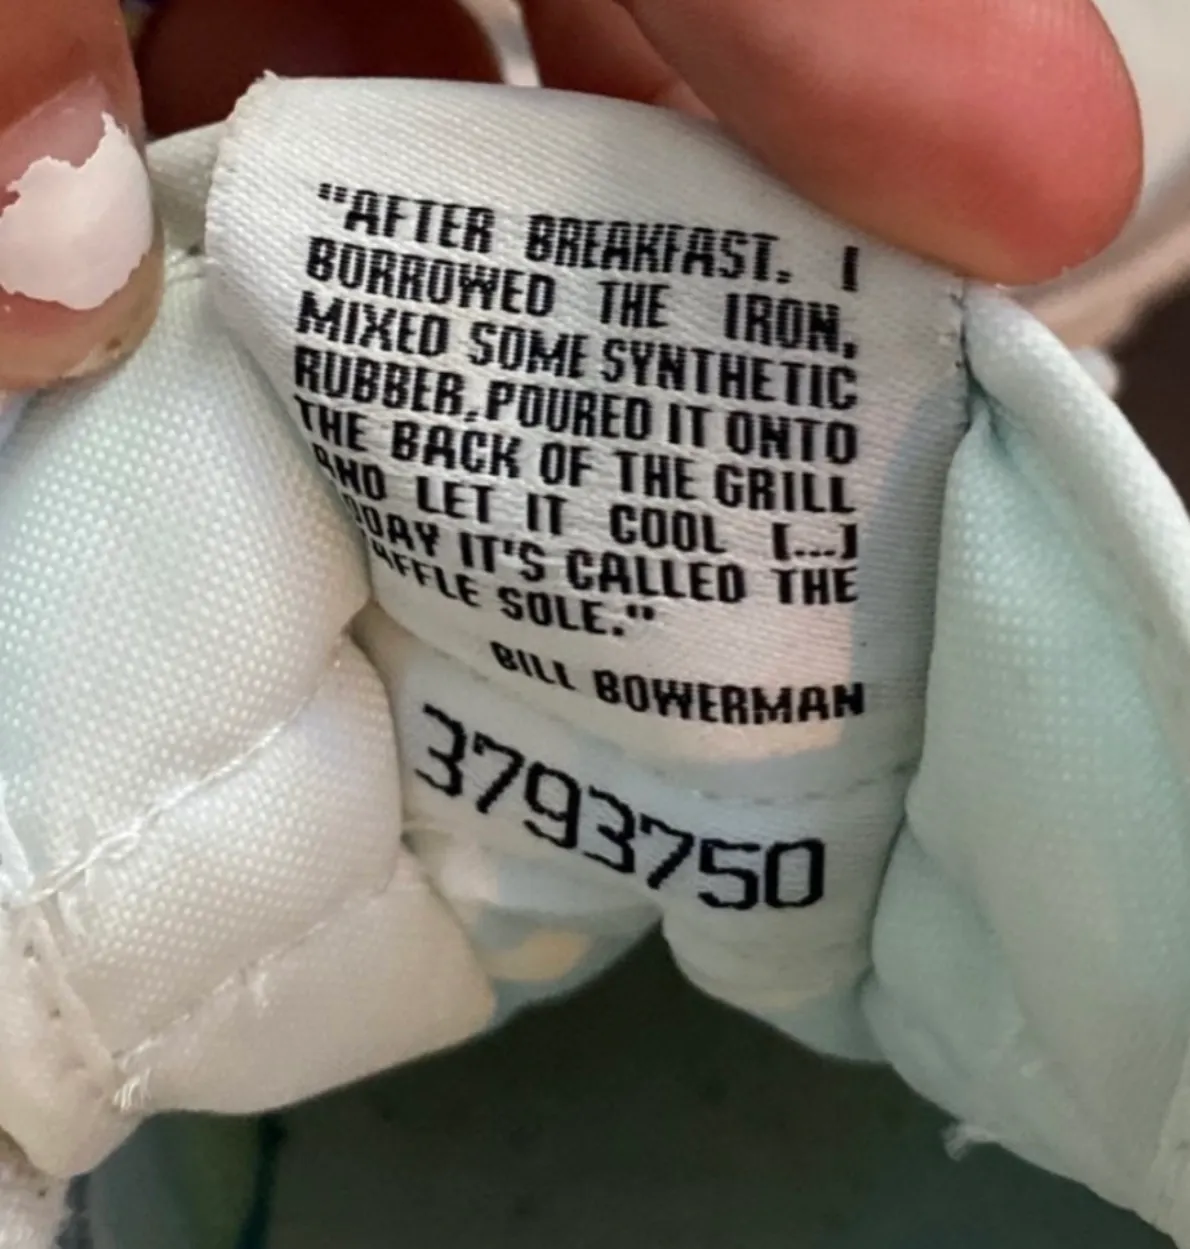 "AFTER BREAKFAST, I
BORROWED THE IRON,
MIXED SOME SYNTHETIC
RUBBER, POURED IT ONTO
THE BACK OF THE GRILL
AND LET IT COOL [...]
ODAY IT'S CALLED THE
AFFLE SOLE."
BILL BOWERMAN
3793750